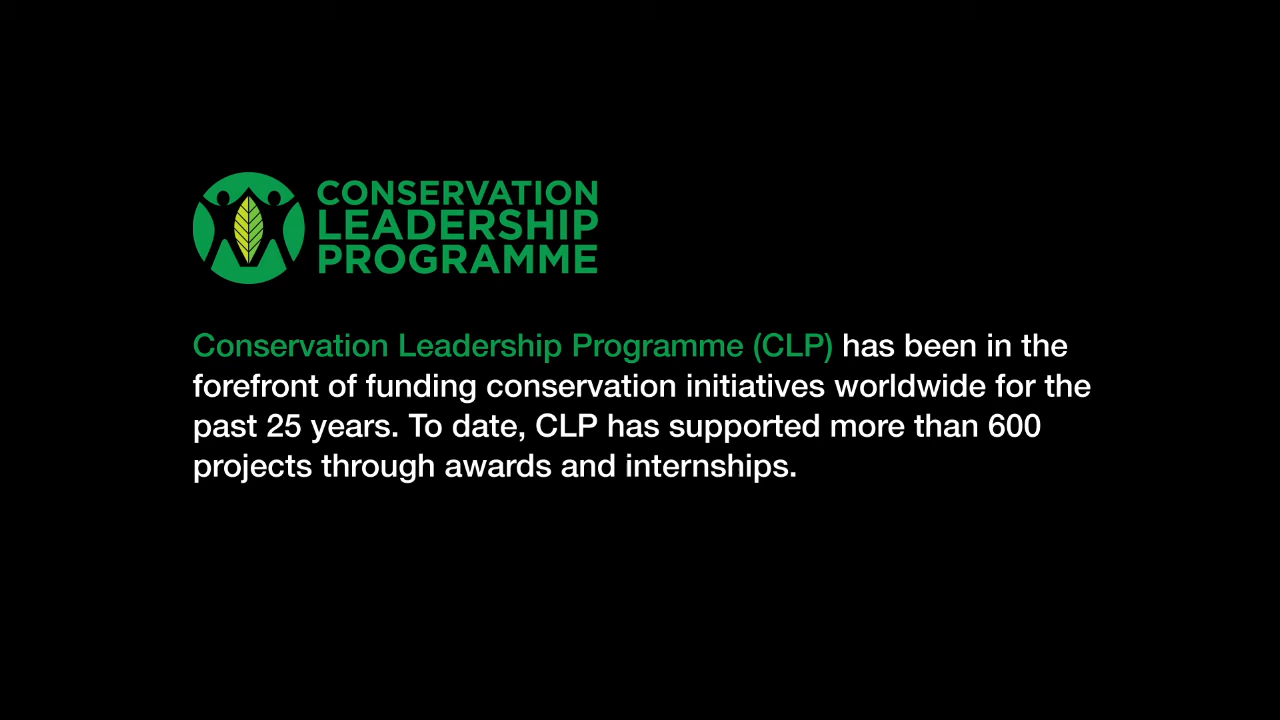 CONSERVATION
LEADERSHIP
PROGRAMME
Conservation Leadership Programme (CLP) has been in the
forefront of funding conservation initiatives worldwide for the
past 25 years. To date, CLP has supported more than 600
projects through awards and internships.